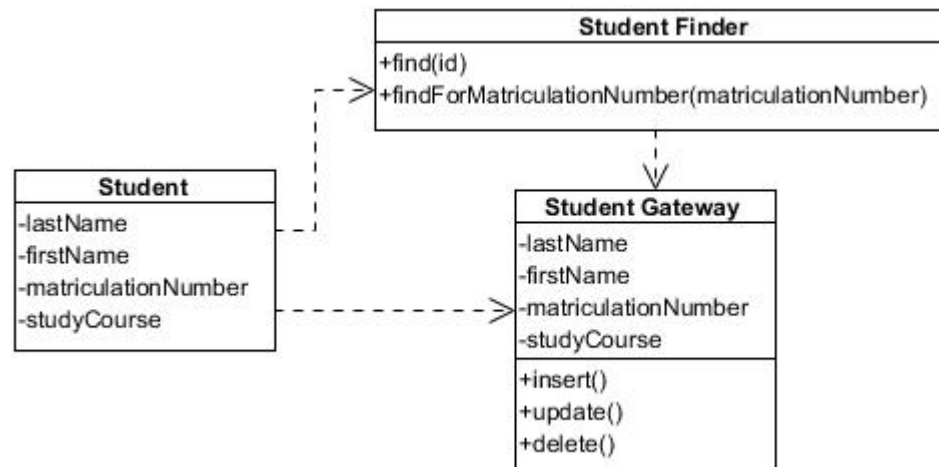 Student Finder
+find(id)
+findForMatriculationNumber(matriculationNumber)
Student
-lastName
-firstName
-matriculationNumber
-studyCourse
Student Gateway
-lastName
-firstName
-matriculationNumber
-studyCourse
+insert()
+update()
+delete()